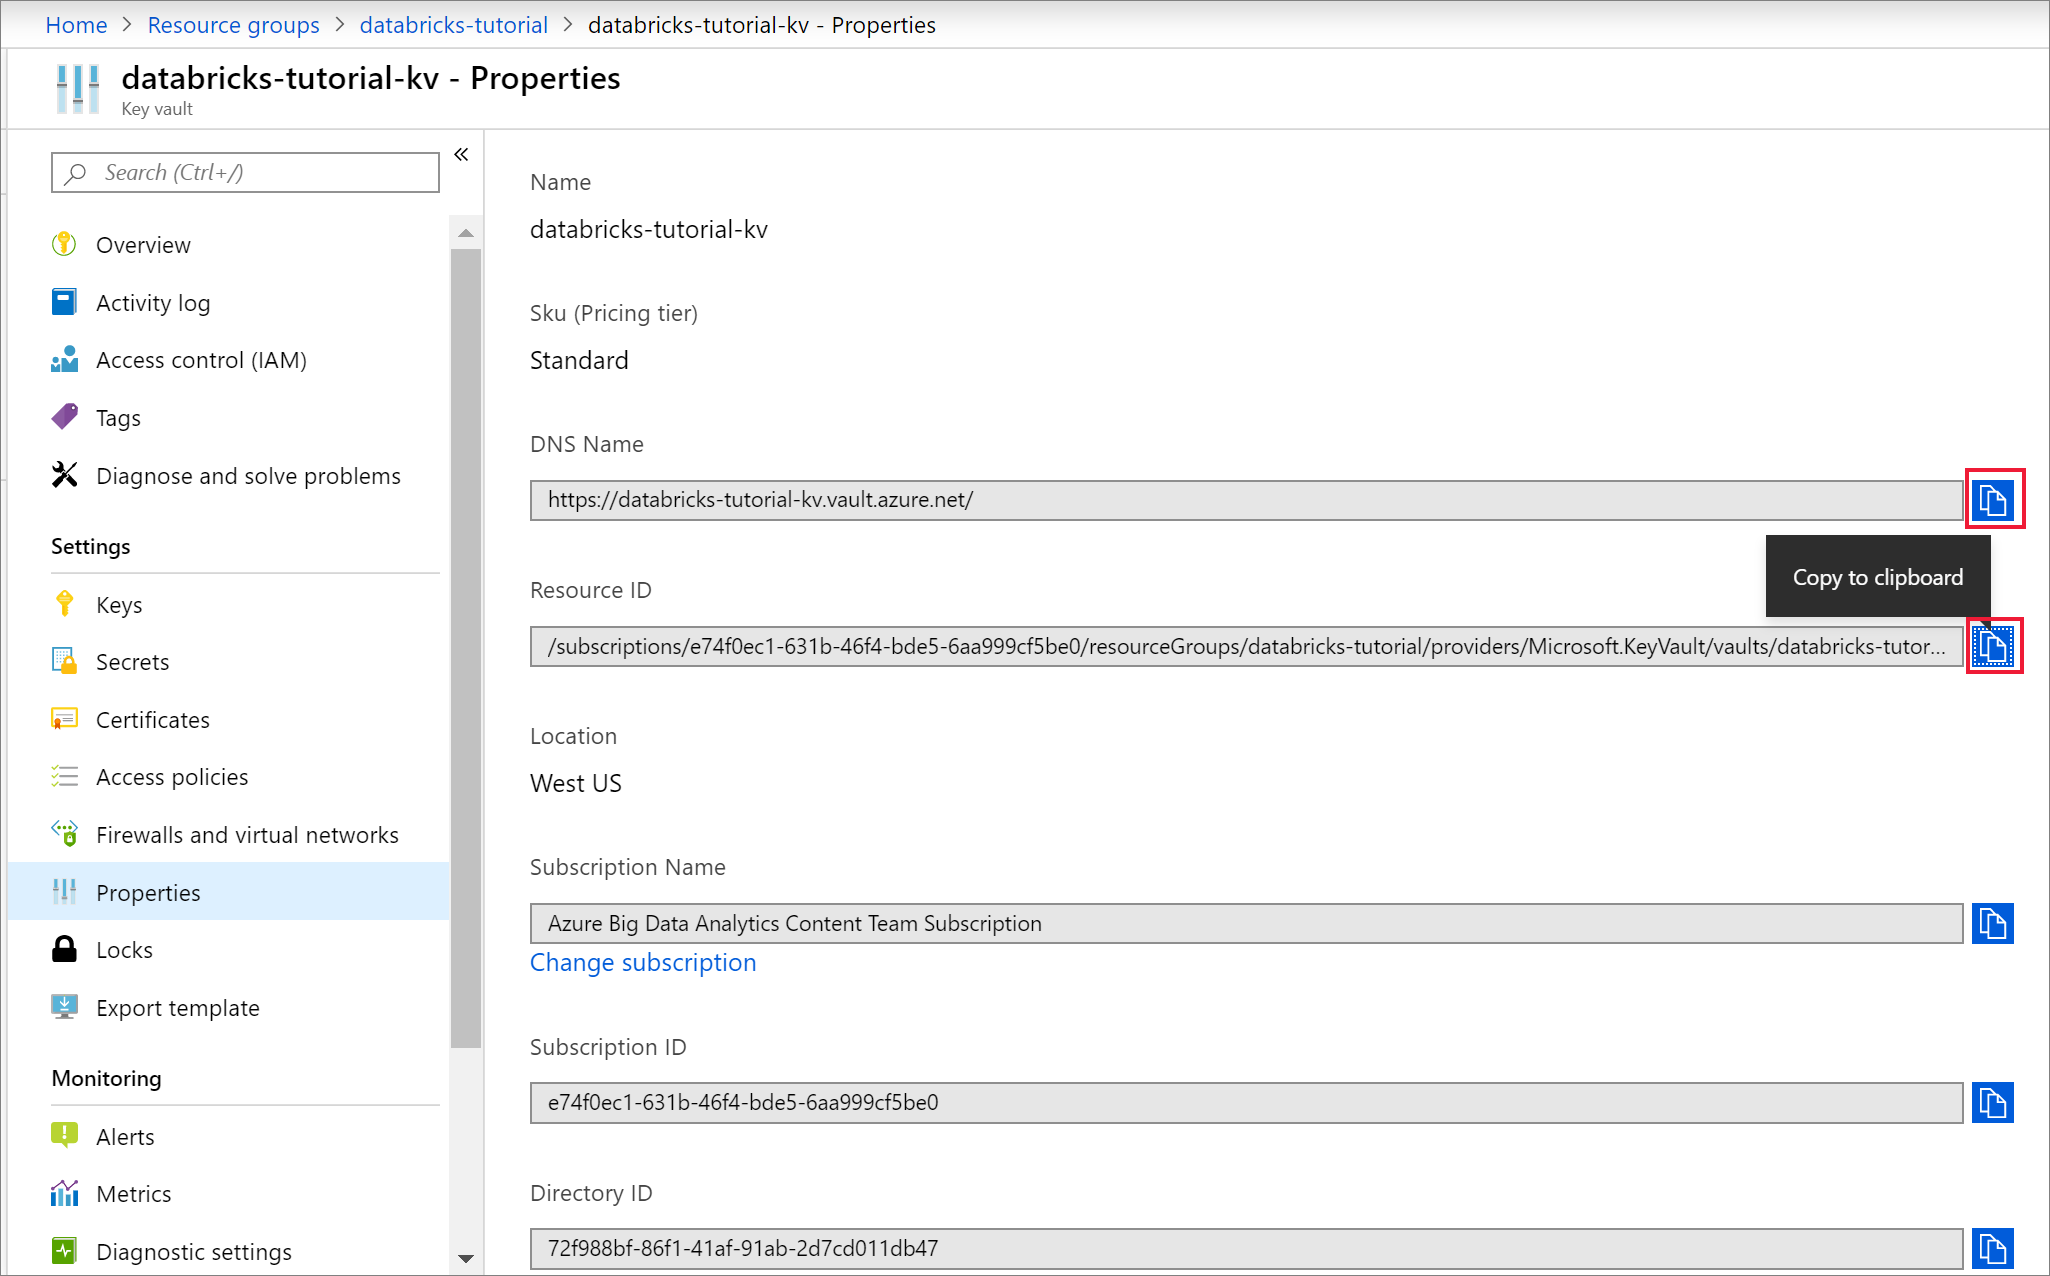 Home > Resource groups > databricks-tutorial > databricks-tutorial-kv - Properties
databricks-tutorial-kv - Properties
Key vault
Search (Ctrl+/)
«
Overview
Activity log
Access control (IAM)
Tags
Diagnose and solve problems
Settings
Keys
Secrets
Certificates
Access policies
Firewalls and virtual networks
Properties
Locks
Export template
Monitoring
Alerts
Metrics
Diagnostic settings
Name
databricks-tutorial-kv
Sku (Pricing tier)
Standard
DNS Name
https://databricks-tutorial-kv.vault.azure.net/
Copy to clipboard
Resource ID
/subscriptions/e74f0ec1-631b-46f4-bde5-6aa999cf5be0/resourceGroups/databricks-tutorial/providers/Microsoft.KeyVault/vaults/databricks-tutor...
Location
West US
Subscription Name
Azure Big Data Analytics Content Team Subscription
Change subscription
Subscription ID
e74f0ec1-631b-46f4-bde5-6aa999cf5be0
Directory ID
72f988bf-86f1-41af-91ab-2d7cd011db47